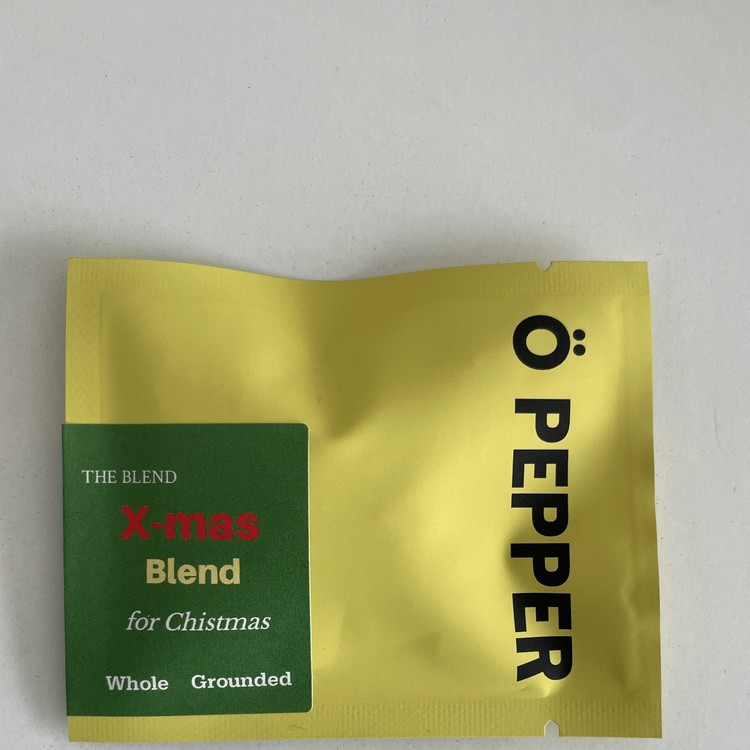 Ö PEPPER
THE BLEND
X-mas
Blend
for Chistmas
Whole Grounded